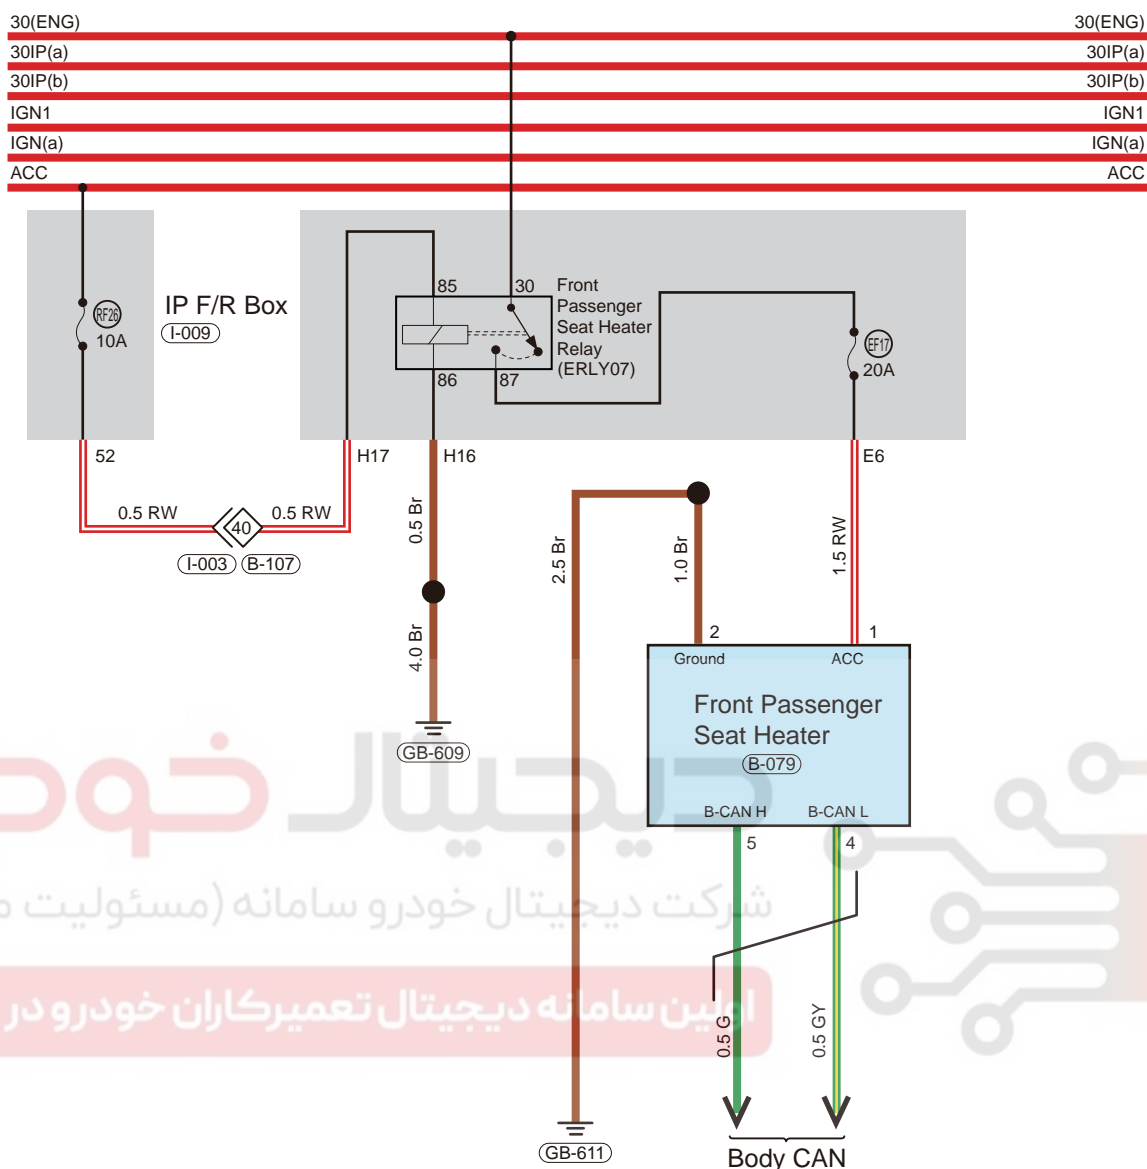 30(ENG) 30(ENG)
30IP(a) 30IP(a)
30IP(b) 30IP(b)
IGN1 IGN1
IGN(a) IGN(a)
ACC ACC
RF26
10A
IP F/R Box
I-009
85
30
86
87
Front
Passenger
Seat Heater
Relay
(ERLY07)
EF17
20A
52
H17
H16
E6
0.5 RW
40
0.5 RW
I-003
B-107
0.5 Br
4.0 Br
GB-609
2.5 Br
1.0 Br
1.5 RW
2
1
Ground
ACC
Front Passenger
Seat Heater
B-079
B-CAN H
B-CAN L
5
4
دیجیتال خود
شرکت دیجیتال خودرو سامانه (مسئولیت
اولین سامانه دیجیتال تعمیرکاران خودرو در
0.5 G
0.5 GY
GB-611
Body CAN